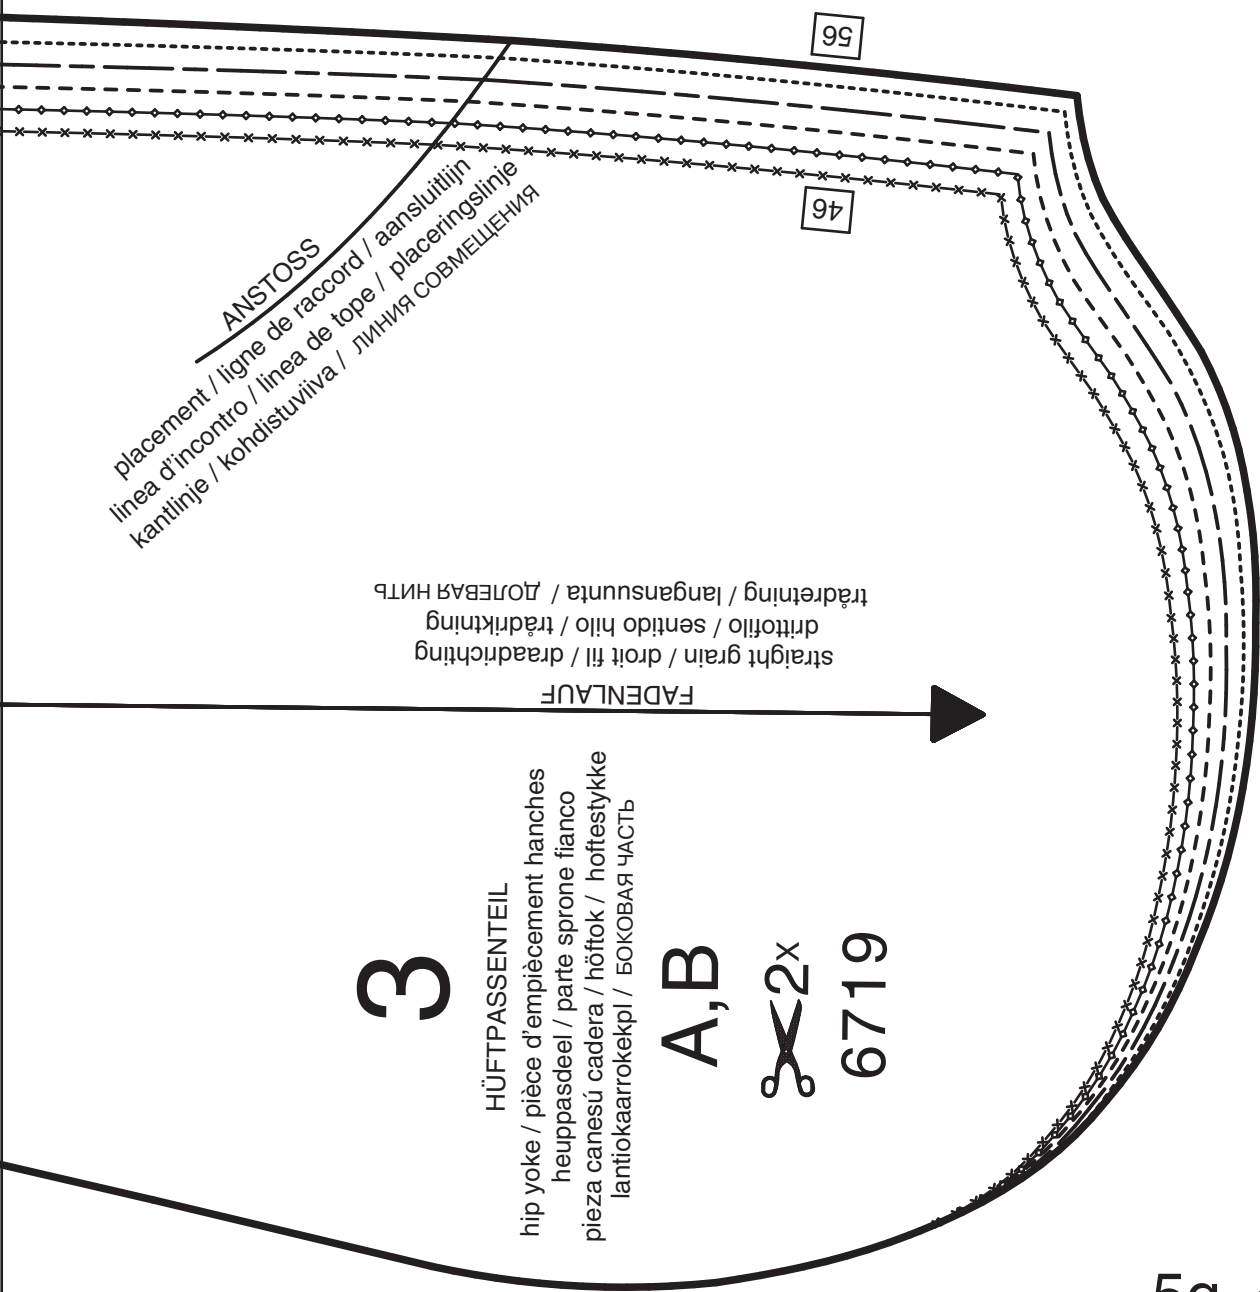 56
46
ANSTOSS
placement / ligne de raccord / aansluitlijn
linea d'incontro / linea de tope / placeringslinje
kantlinje / kohdistuviiva / ЛИНИЯ СОВМЕЩЕНИЯ
FADENLAUF
straight grain / droit fil / draadrichting
drittofilo / sentido hilo / trådriktning
trådretning / langansuunta / ДОЛЕВАЯ НИТЬ
3
HÜFTPASSENTEIL
hip yoke / pièce d'empiècement hanches
heuppasdeel / parte sprone fianco
pieza canesú cadera / höftok / hoftestykke
lantiokaarrokekpl / БОКОВАЯ ЧАСТЬ
A,B
2x
6719